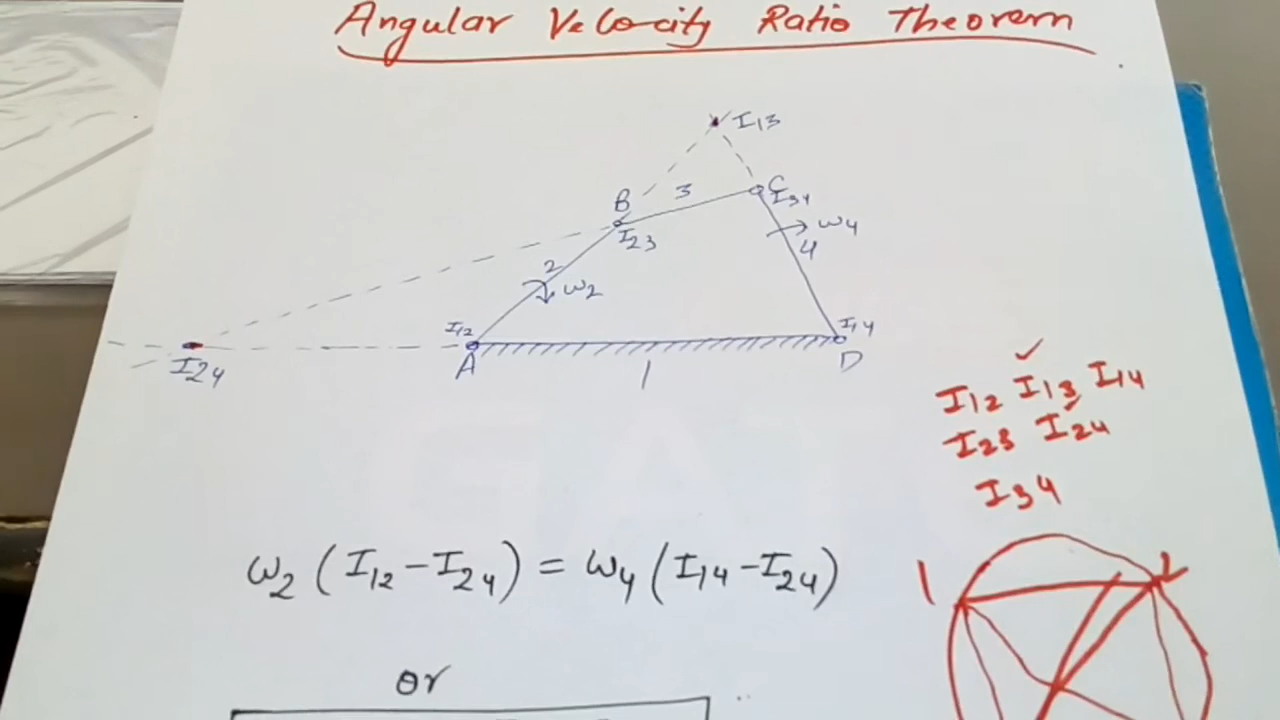 Angular Velocity Ratio Theorem
I13
B 3 C
I34
I23
ω4
4
2
ω2
I12
I14
I24
A
D
1
I12 I13 I14
I23 I24
I34
ω2 (I12 - I24) = ω4 (I14 - I24)
1 2
or